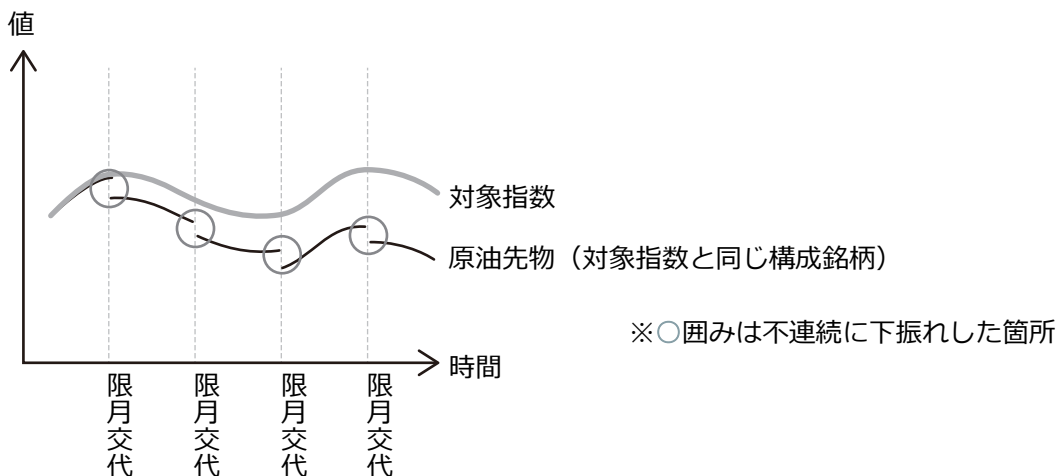 値
対象指数
原油先物（対象指数と同じ構成銘柄）
※○囲みは不連続に下振れした箇所
時間
限月交代
限月交代
限月交代
限月交代